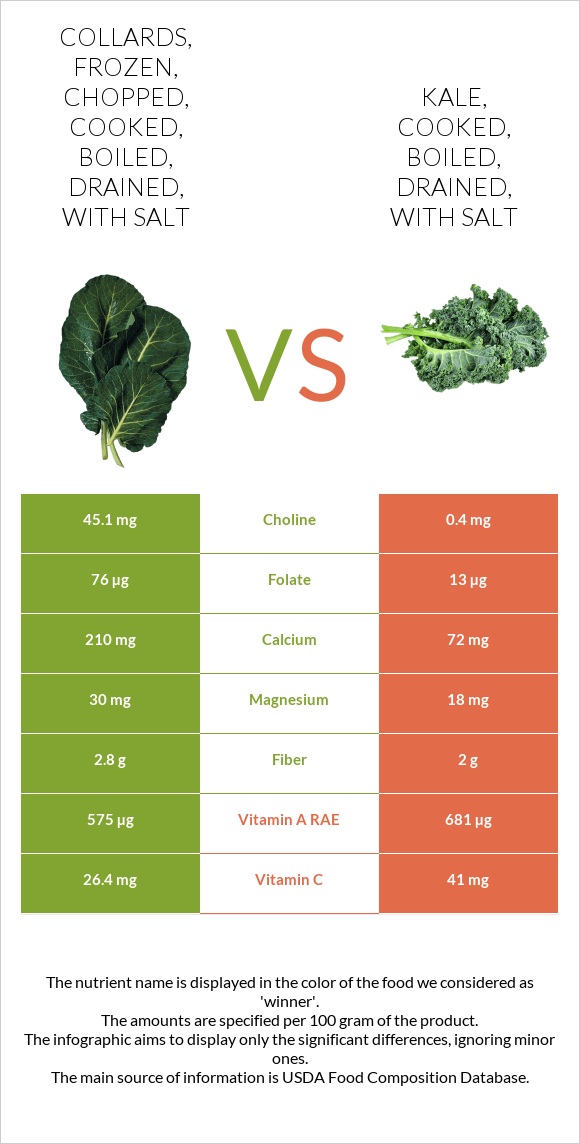 COLLARDS,
FROZEN,
CHOPPED,
COOKED,
BOILED,
DRAINED,
WITH SALT
KALE,
COOKED,
BOILED,
DRAINED,
WITH SALT
VS
45.1 mg Choline 0.4 mg
76 µg Folate 13 µg
210 mg Calcium 72 mg
30 mg Magnesium 18 mg
2.8 g Fiber 2 g
575 µg Vitamin A RAE 681 µg
26.4 mg Vitamin C 41 mg
The nutrient name is displayed in the color of the food we considered as
'winner'.
The amounts are specified per 100 gram of the product.
The infographic aims to display only the significant differences, ignoring minor
ones.
The main source of information is USDA Food Composition Database.